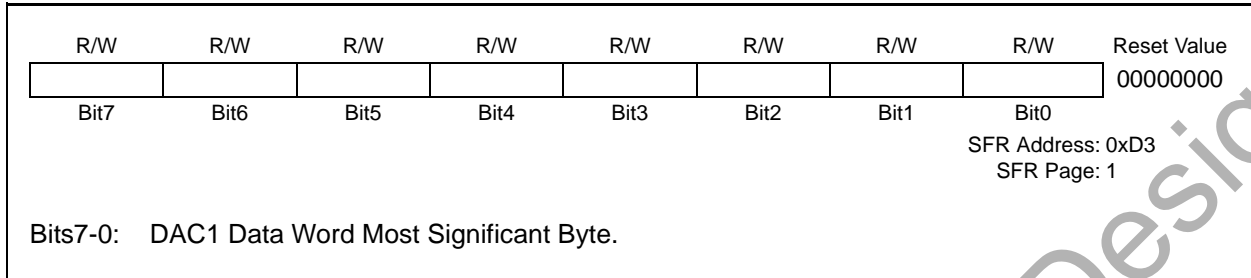 R/W R/W R/W R/W R/W R/W R/W R/W Reset Value
00000000
Bit7 Bit6 Bit5 Bit4 Bit3 Bit2 Bit1 Bit0
SFR Address: 0xD3
SFR Page: 1
Bits7-0: DAC1 Data Word Most Significant Byte.